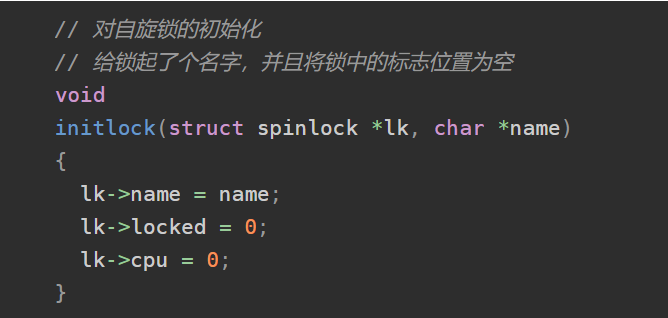 // 对自旋锁的初始化
// 给锁起了个名字，并且将锁中的标志位置为空
void
initlock(struct spinlock *lk, char *name)
{
  lk->name = name;
  lk->locked = 0;
  lk->cpu = 0;
}